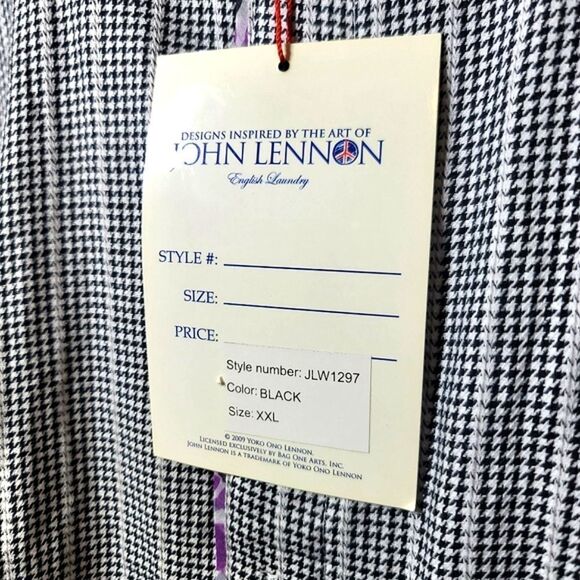 DESIGNS INSPIRED BY THE ART OF
JOHN LENNON
English Laundry
STYLE #:
SIZE:
PRICE:
Style number: JLW1297
Color: BLACK
Size: XXL
© 2009 YOKO ONO LENNON.
LICENSED EXCLUSIVELY BY BAG ONE ARTS, INC.
JOHN LENNON IS A TRADEMARK OF YOKO ONO LENNON